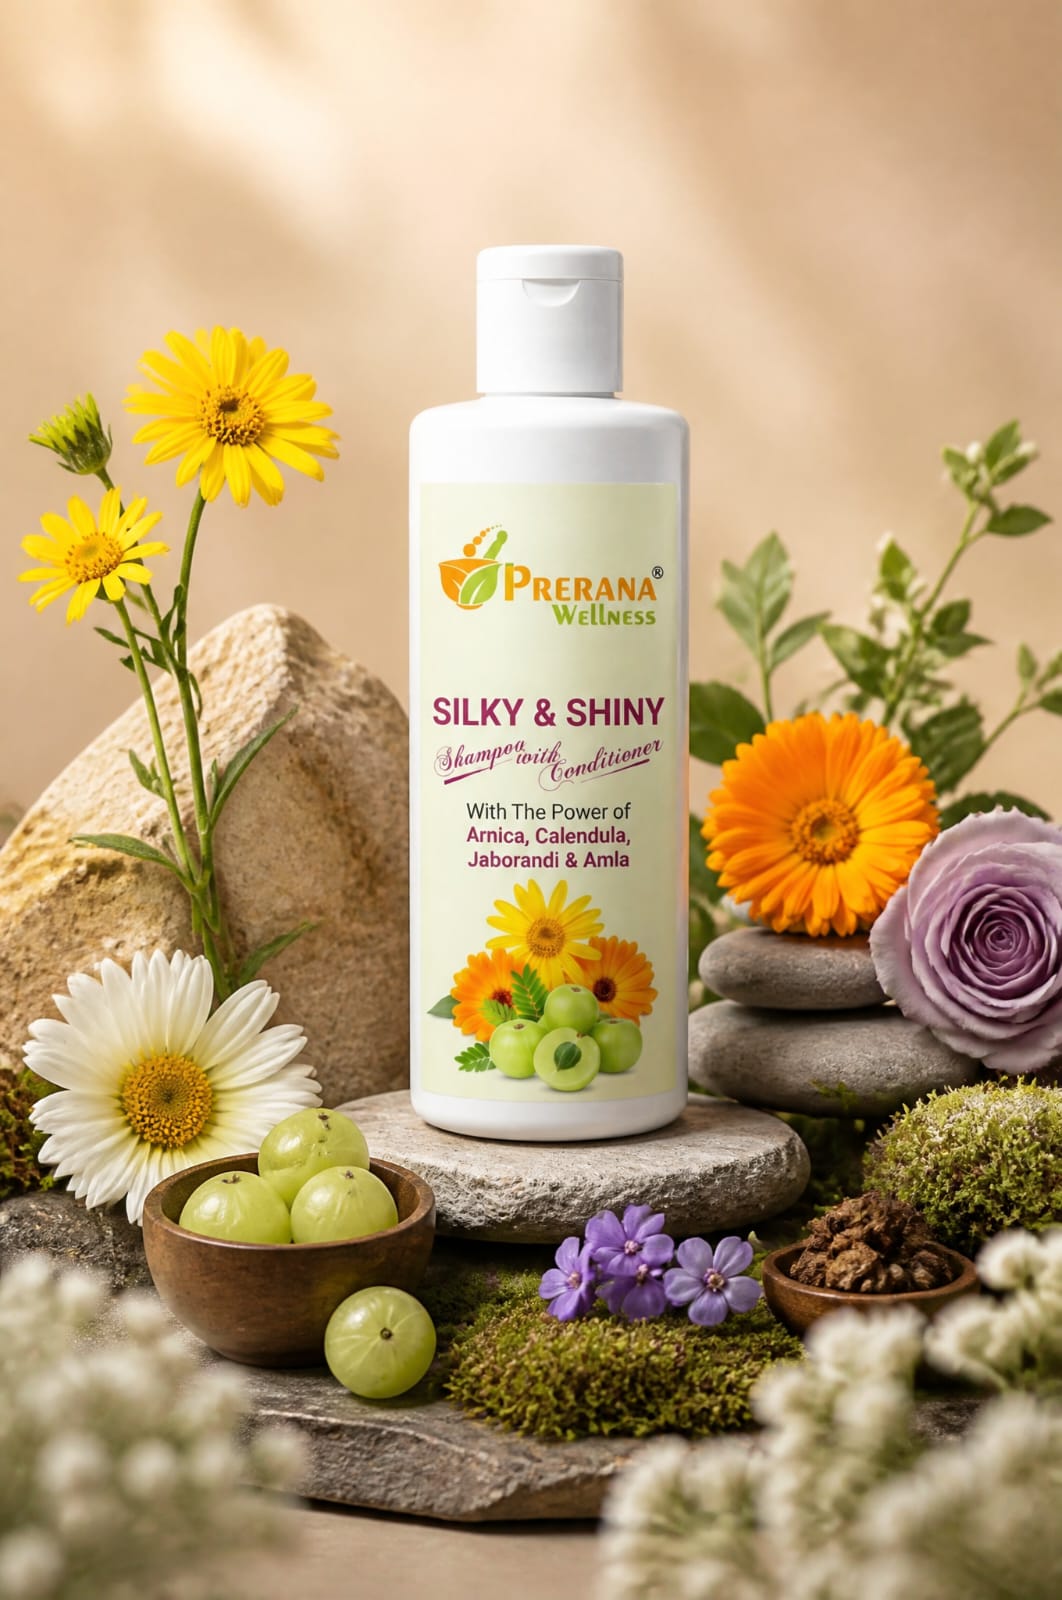 PRERANA®
WELLNESS
SILKY & SHINY
Shampoo with Conditioner
With The Power of
Arnica, Calendula,
Jaborandi & Amla